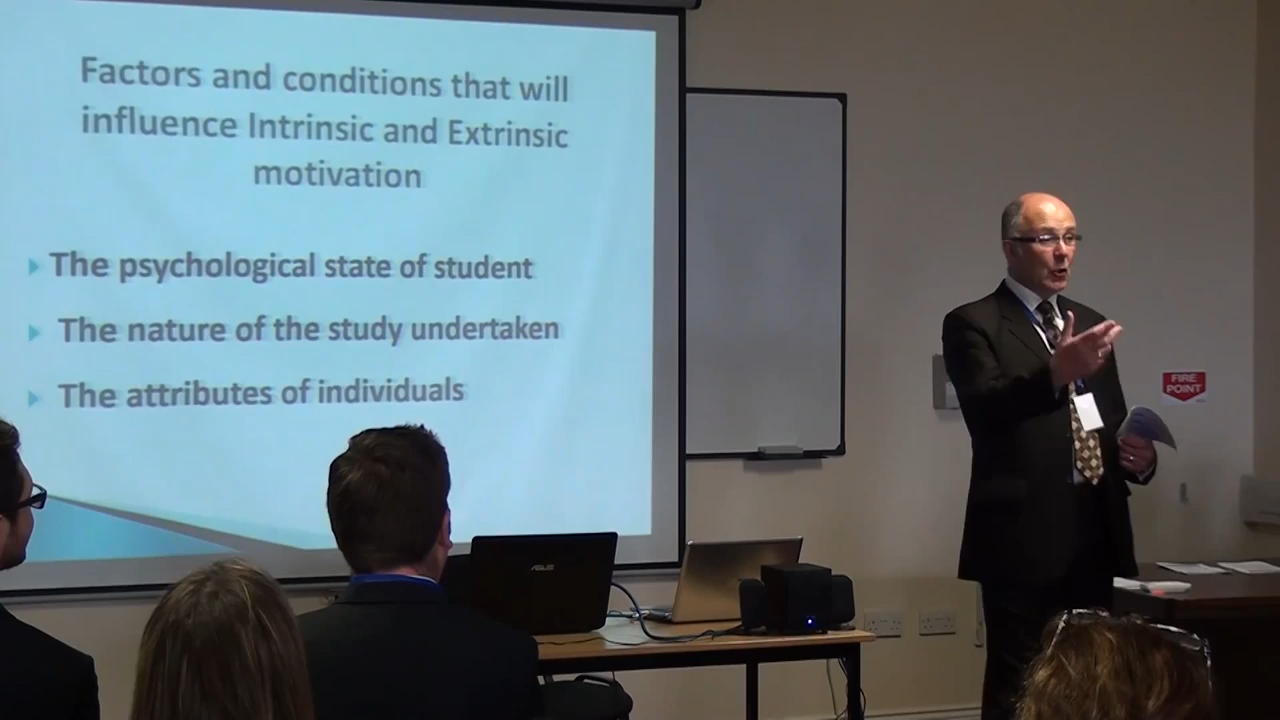 Factors and conditions that will
influence Intrinsic and Extrinsic
motivation
The psychological state of student
The nature of the study undertaken
The attributes of individuals
ASUS
FIRE
POINT